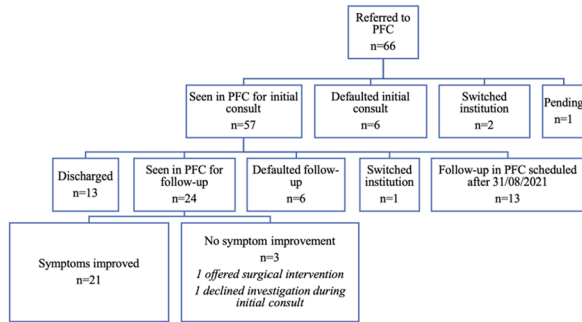 Referred to
PFC
n=66
Seen in PFC for initial
consult
n=57
Defaulted initial
consult
n=6
Switched
institution
n=2
Pending
n=1
Discharged
n=13
Seen in PFC for
follow-up
n=24
Defaulted follow-
up
n=6
Switched
institution
n=1
Follow-up in PFC scheduled
after 31/08/2021
n=13
Symptoms improved
n=21
No symptom improvement
n=3
1 offered surgical intervention
1 declined investigation during
initial consult